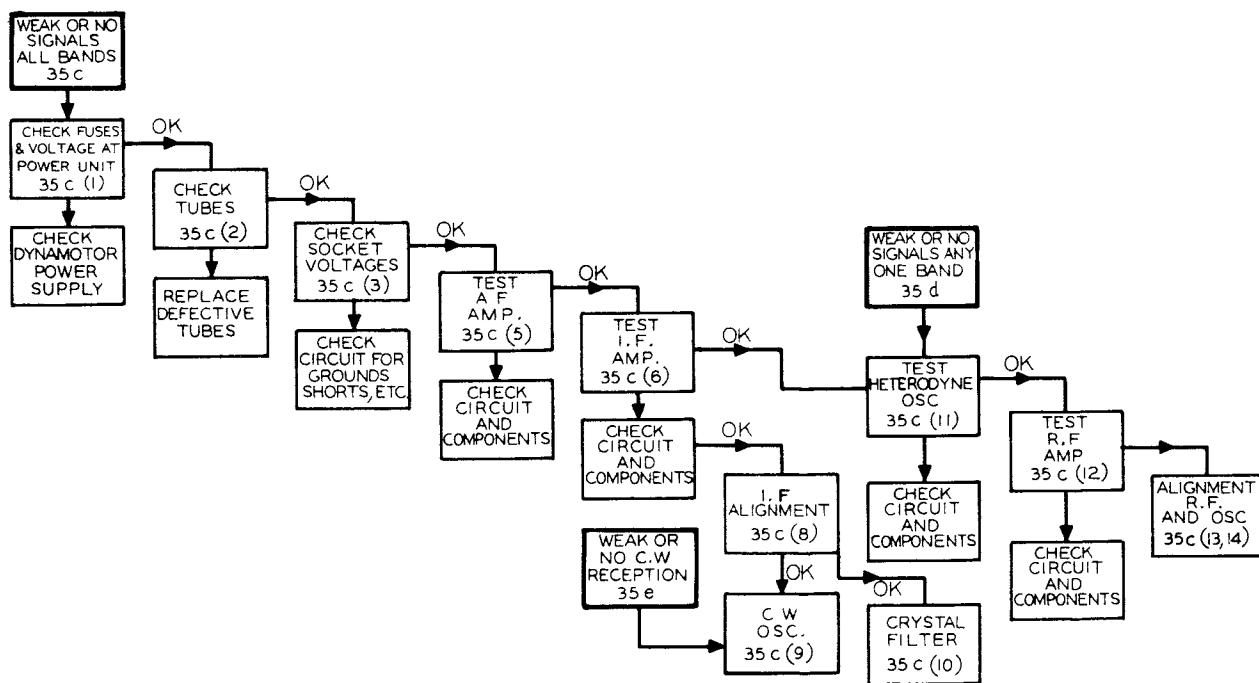 WEAK OR NO
SIGNALS
ALL BANDS
35 c
CHECK FUSES
& VOLTAGE AT
POWER UNIT
35 c (1)
OK
CHECK
DYNAMOTOR
POWER
SUPPLY
CHECK
TUBES
35 c (2)
OK
REPLACE
DEFECTIVE
TUBES
CHECK
SOCKET
VOLTAGES
35 c (3)
OK
CHECK
CIRCUIT FOR
GROUNDS
SHORTS, ETC.
TEST
A F
AMP.
35 c (5)
OK
CHECK
CIRCUIT
AND
COMPONENTS
TEST
I.F.
AMP.
35 c (6)
OK
CHECK
CIRCUIT
AND
COMPONENTS
OK
I. F
ALIGNMENT
35 c (8)
OK
OK
WEAK OR
NO C.W
RECEPTION
35 e
C W
OSC.
35 c (9)
CRYSTAL
FILTER
35 c (10)
WEAK OR NO
SIGNALS ANY
ONE BAND
35 d
TEST
HETERODYNE
OSC
35 c (11)
OK
CHECK
CIRCUIT
AND
COMPONENTS
TEST
R.F
AMP
35 c (12)
CHECK
CIRCUIT
AND
COMPONENTS
ALIGNMENT
R.F.
AND OSC
35c (13,14)